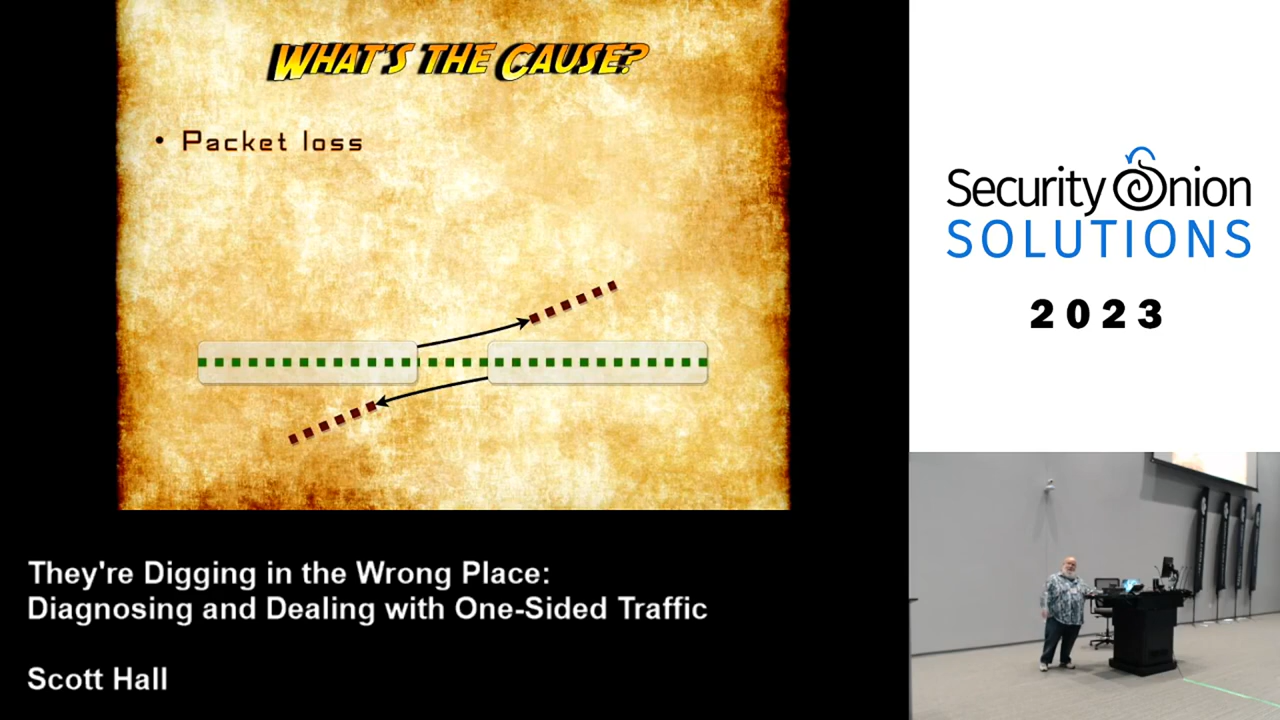 WHAT'S THE CAUSE?
• Packet loss
Security Onion
SOLUTIONS
2023
They're Digging in the Wrong Place:
Diagnosing and Dealing with One-Sided Traffic
Scott Hall